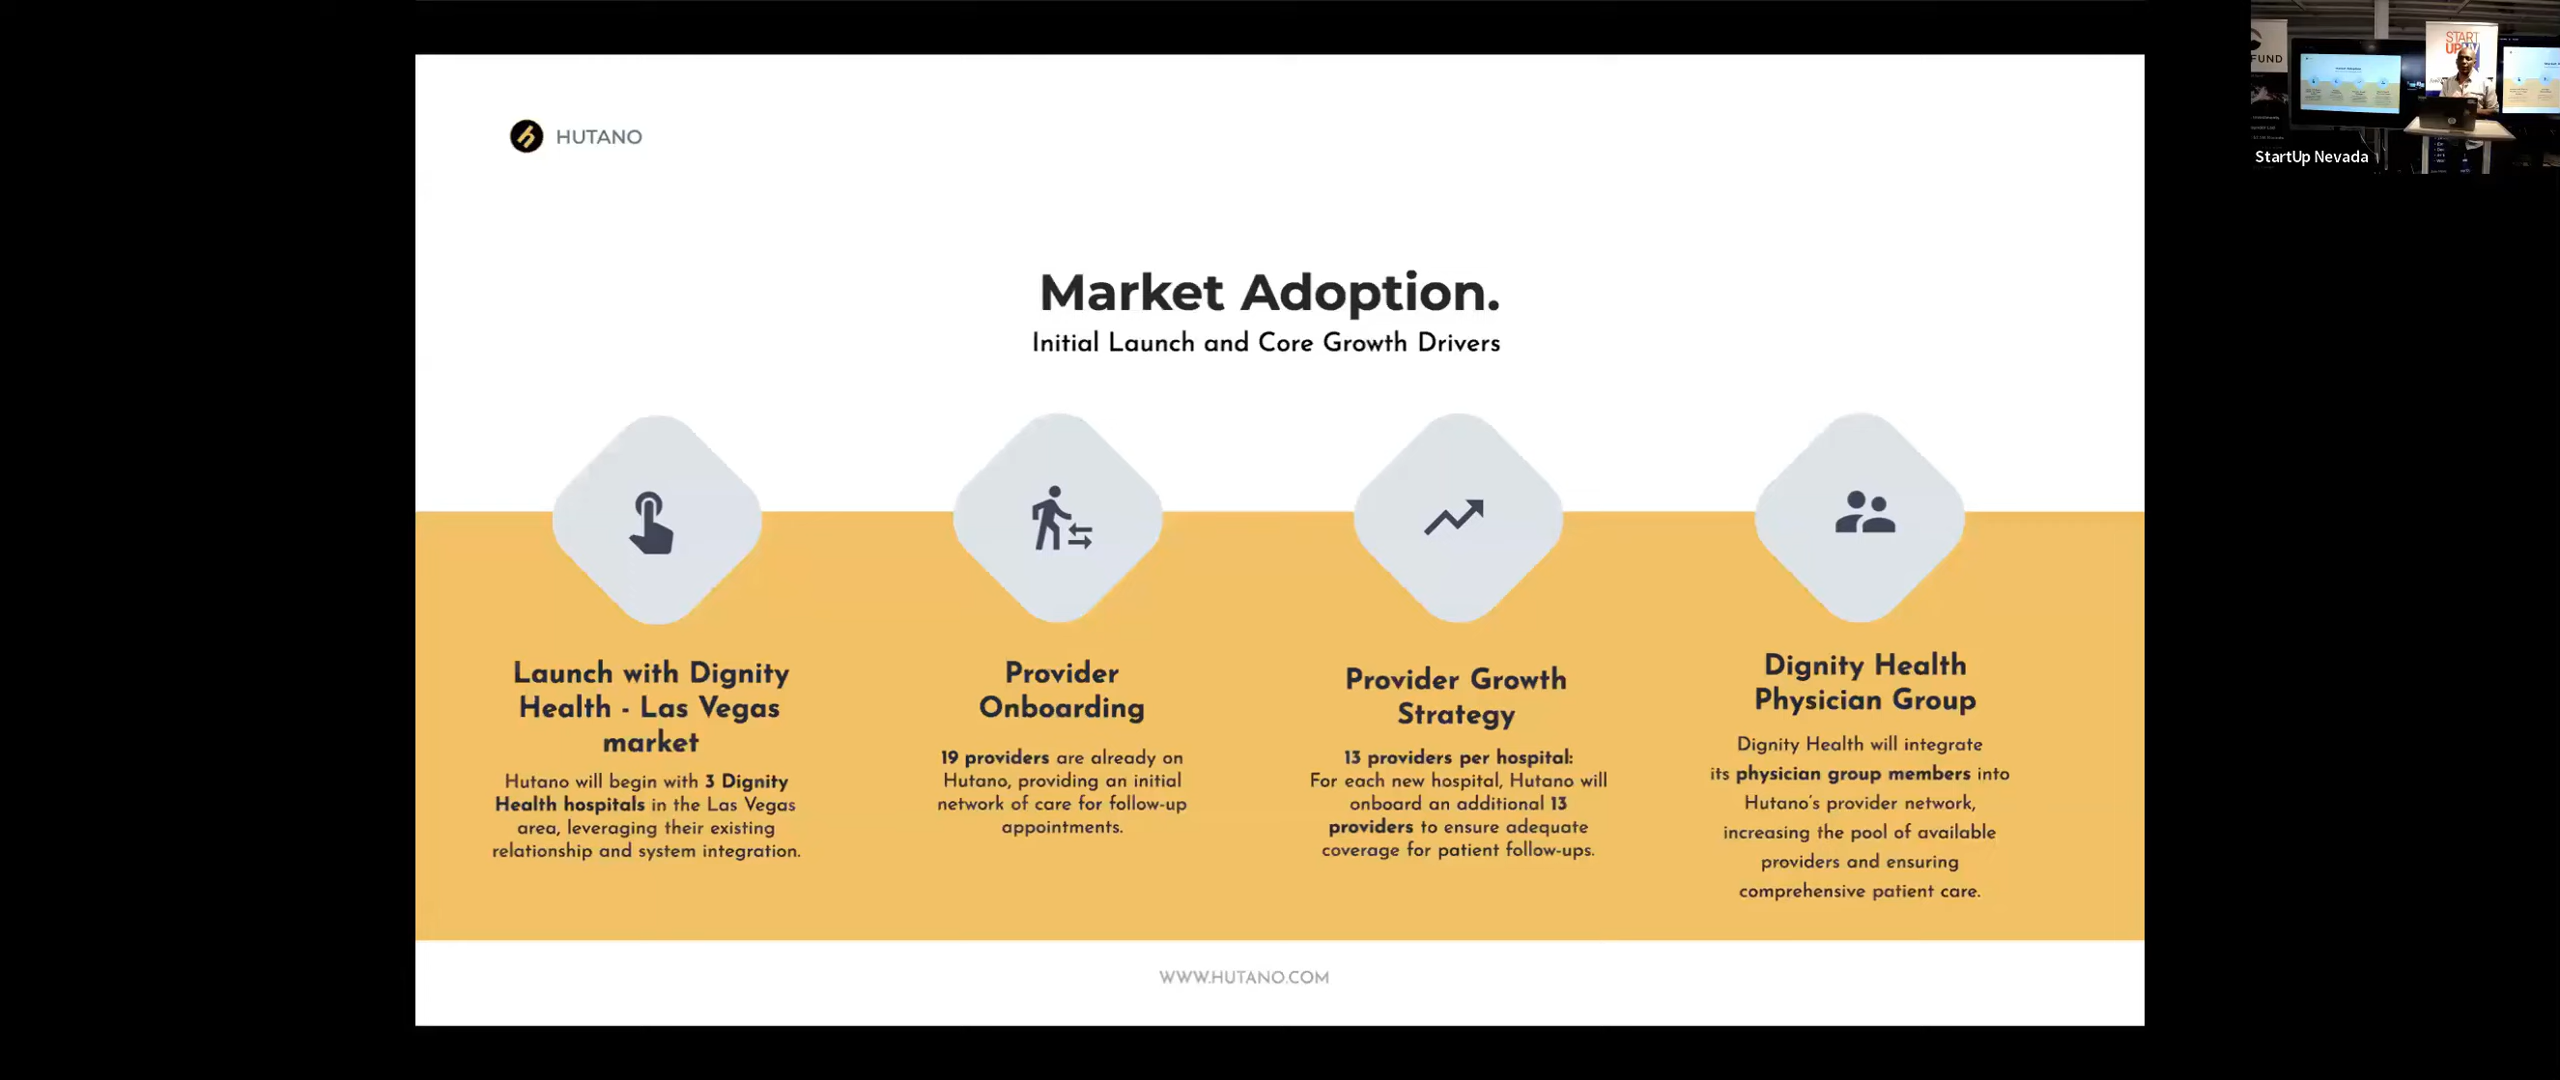 HUTANO
Market Adoption.
Initial Launch and Core Growth Drivers
Launch with Dignity
Health - Las Vegas
market
Hutano will begin with 3 Dignity
Health hospitals in the Las Vegas
area, leveraging their existing
relationship and system integration.
Provider
Onboarding
19 providers are already on
Hutano, providing an initial
network of care for follow-up
appointments.
Provider Growth
Strategy
13 providers per hospital:
For each new hospital, Hutano will
onboard an additional 13
providers to ensure adequate
coverage for patient follow-ups.
Dignity Health
Physician Group
Dignity Health will integrate
its physician group members into
Hutano's provider network,
increasing the pool of available
providers and ensuring
comprehensive patient care.
WWW.HUTANO.COM
FUND
START
StartUp Nevada